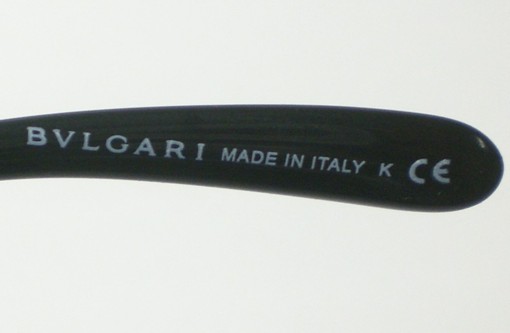 BVLGARI MADE IN ITALY K CE